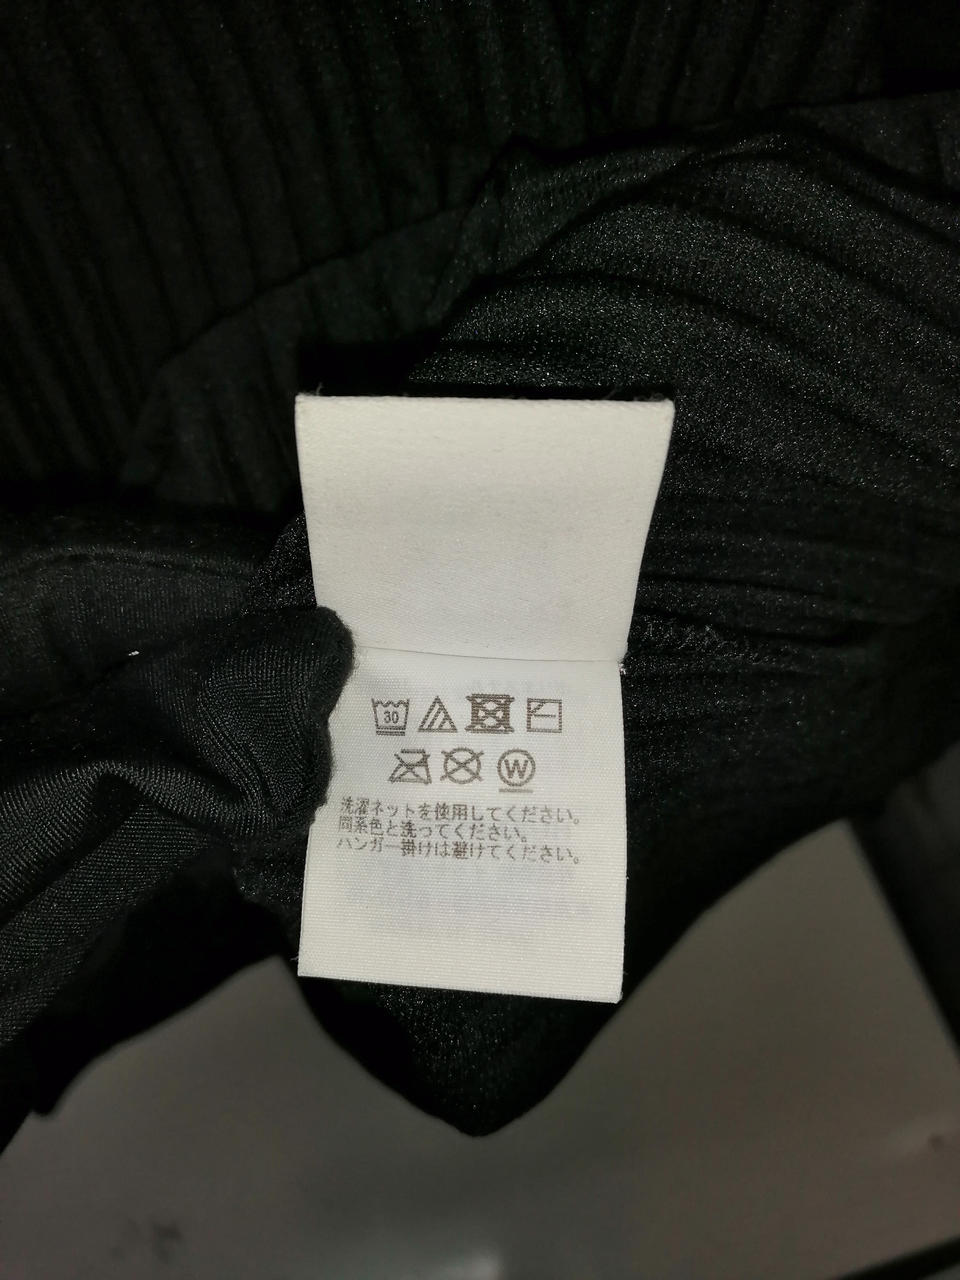 30
W
洗濯ネットを使用してください。
同系色と洗ってください。
ハンガー掛けは避けてください。